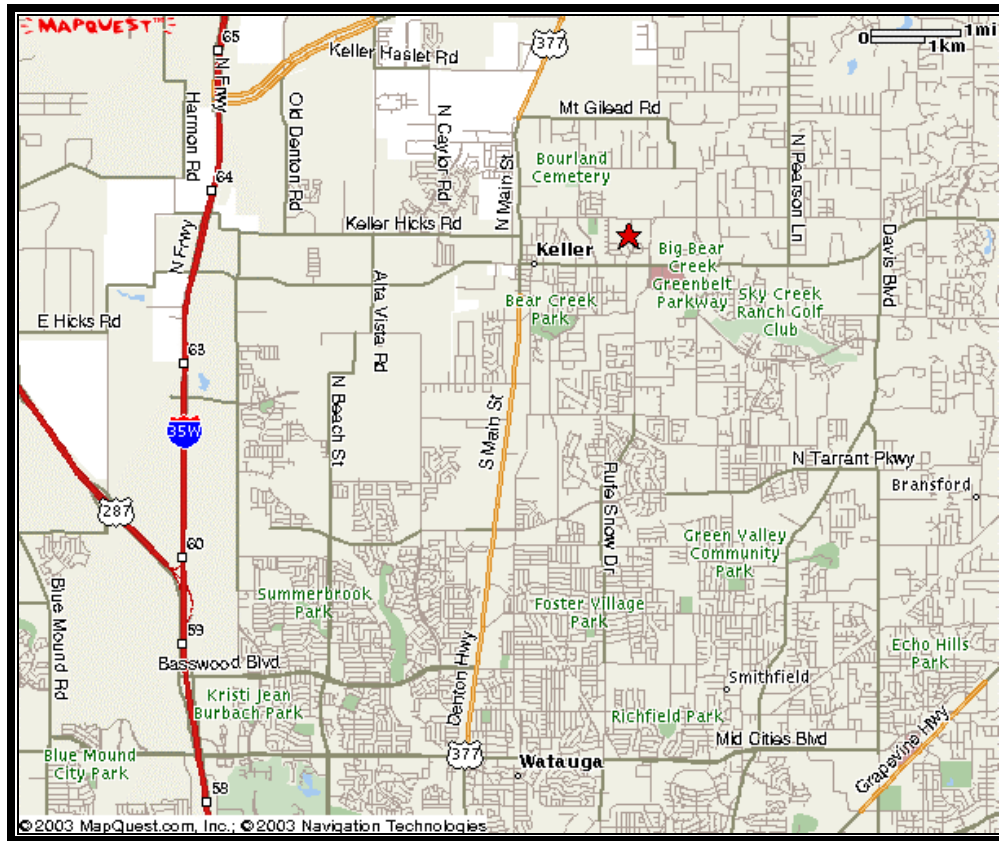 MAPQUEST
65
377
0
1mi
1km
Keller Haslet Rd
N Frwy
Harmon Rd
Old Denton Rd
N Caylor Rd
Mt Gilead Rd
N Main St
Bourland
Cemetery
N Pearson Ln
64
Keller Hicks Rd
N Frwy
Keller
Big Bear
Creek
Greenbelt
Parkway
Davis Blvd
Alta Vista Rd
Bear Creek
Park
Sky Creek
Ranch Golf
Club
E Hicks Rd
63
N Beach St
S Main St
35W
N Tarrant Pkwy
Rufe Snow Dr
Bransford
287
60
Green Valley
Community
Park
Blue Mound Rd
Summerbrook
Park
Foster Village
Park
59
Echo Hills
Park
Basswood Blvd
Denton Hwy
Smithfield
Kristi Jean
Burbach Park
Richfield Park
Mid Cities Blvd
Grapevine Hwy
Blue Mound
City Park
377
Watauga
58
©2003 MapQuest.com, Inc.; ©2003 Navigation Technologies